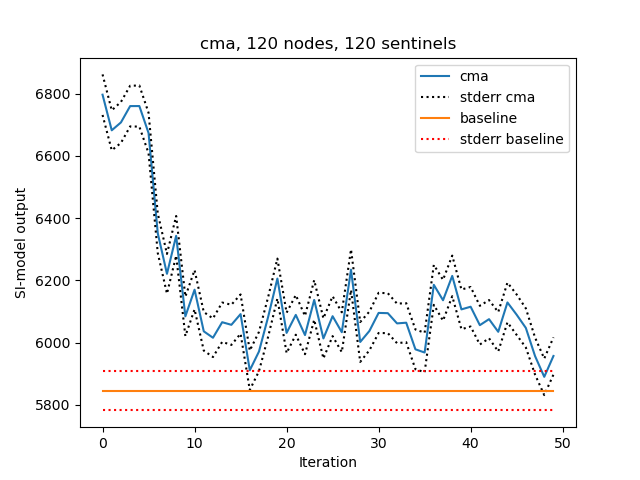 cma, 120 nodes, 120 sentinels
cma
stderr cma
baseline
stderr baseline
SI-model output
6800
6600
6400
6200
6000
5800
0 10 20 30 40 50
Iteration